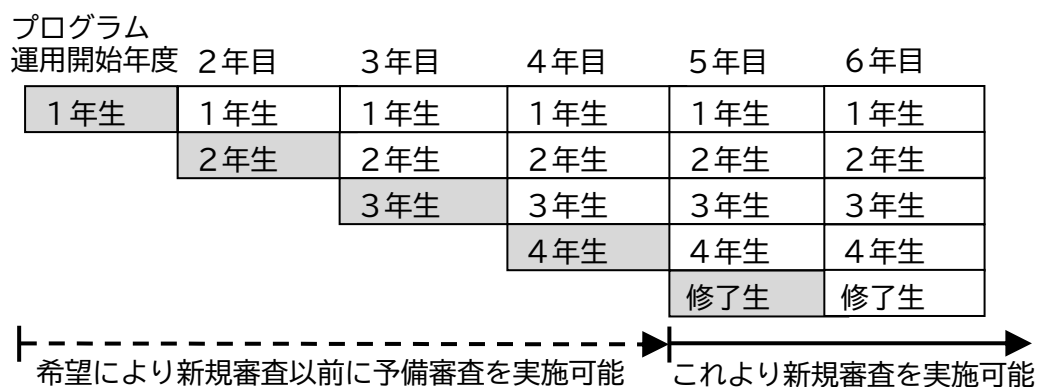 プログラム
運用開始年度 2年目 3年目 4年目 5年目 6年目
1年生 1年生 1年生 1年生 1年生 1年生
2年生 2年生 2年生 2年生 2年生
3年生 3年生 3年生 3年生
4年生 4年生 4年生
修了生 修了生
希望により新規審査以前に予備審査を実施可能 これより新規審査を実施可能